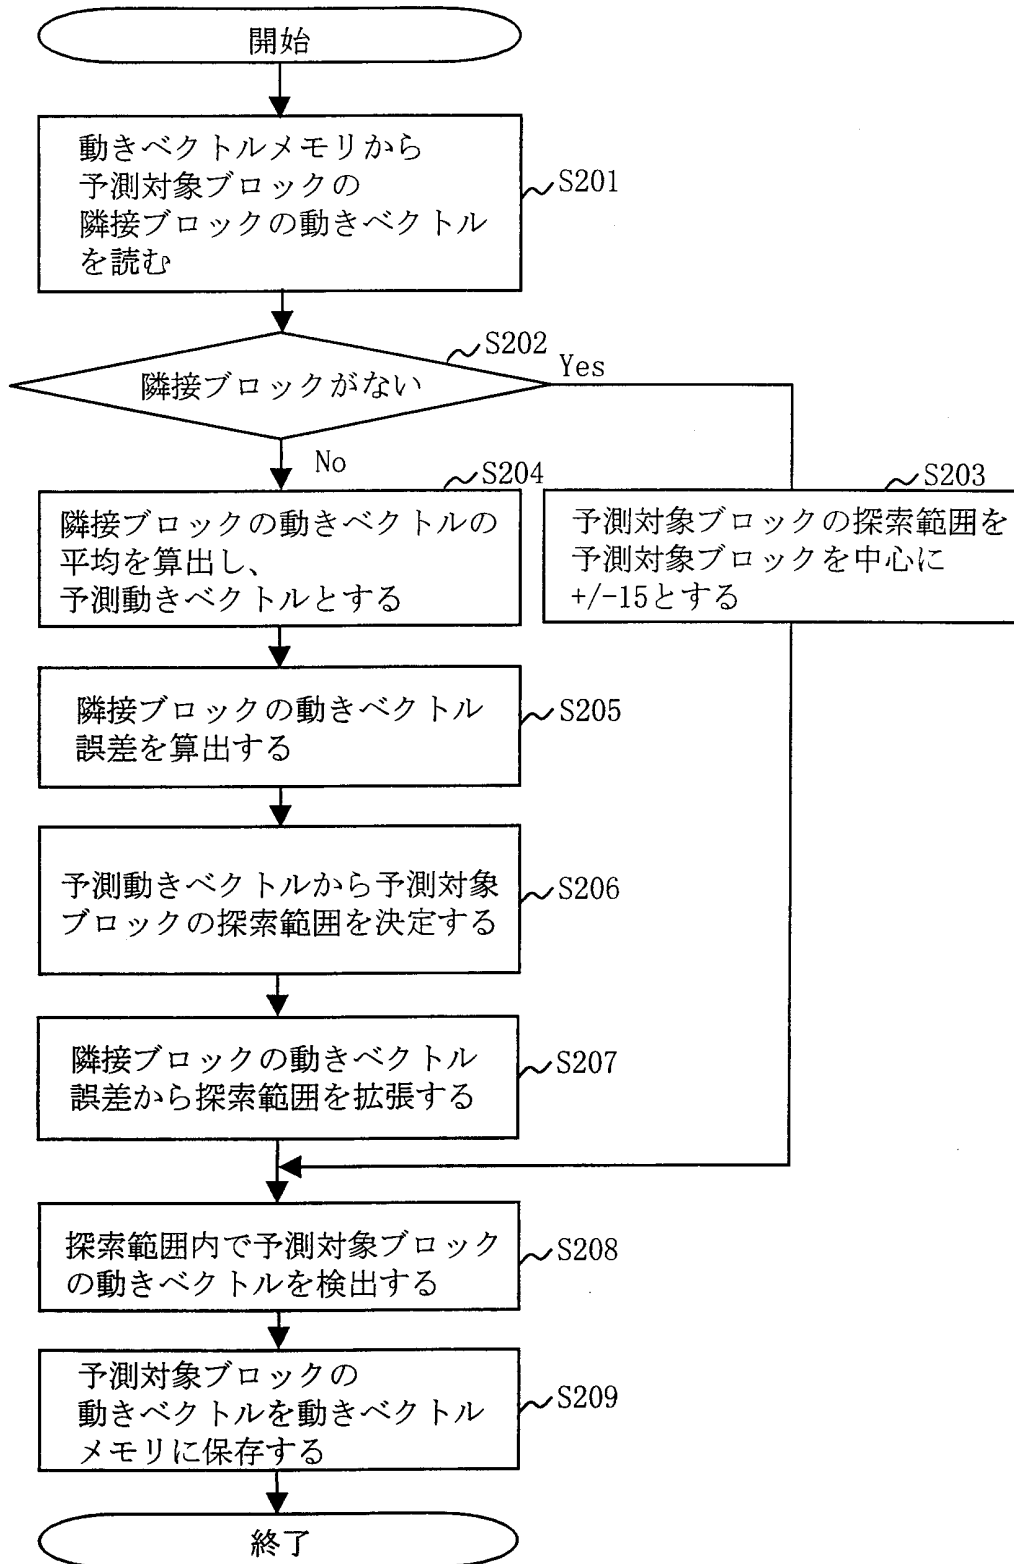 開始
動きベクトルメモリから
予測対象ブロックの
隣接ブロックの動きベクトル
を読む
S201
S202
隣接ブロックがない
Yes
No
S204
隣接ブロックの動きベクトルの
平均を算出し、
予測動きベクトルとする
S203
予測対象ブロックの探索範囲を
予測対象ブロックを中心に
+/-15とする
隣接ブロックの動きベクトル
誤差を算出する
S205
予測動きベクトルから予測対象
ブロックの探索範囲を決定する
S206
隣接ブロックの動きベクトル
誤差から探索範囲を拡張する
S207
探索範囲内で予測対象ブロック
の動きベクトルを検出する
S208
予測対象ブロックの
動きベクトルを動きベクトル
メモリに保存する
S209
終了